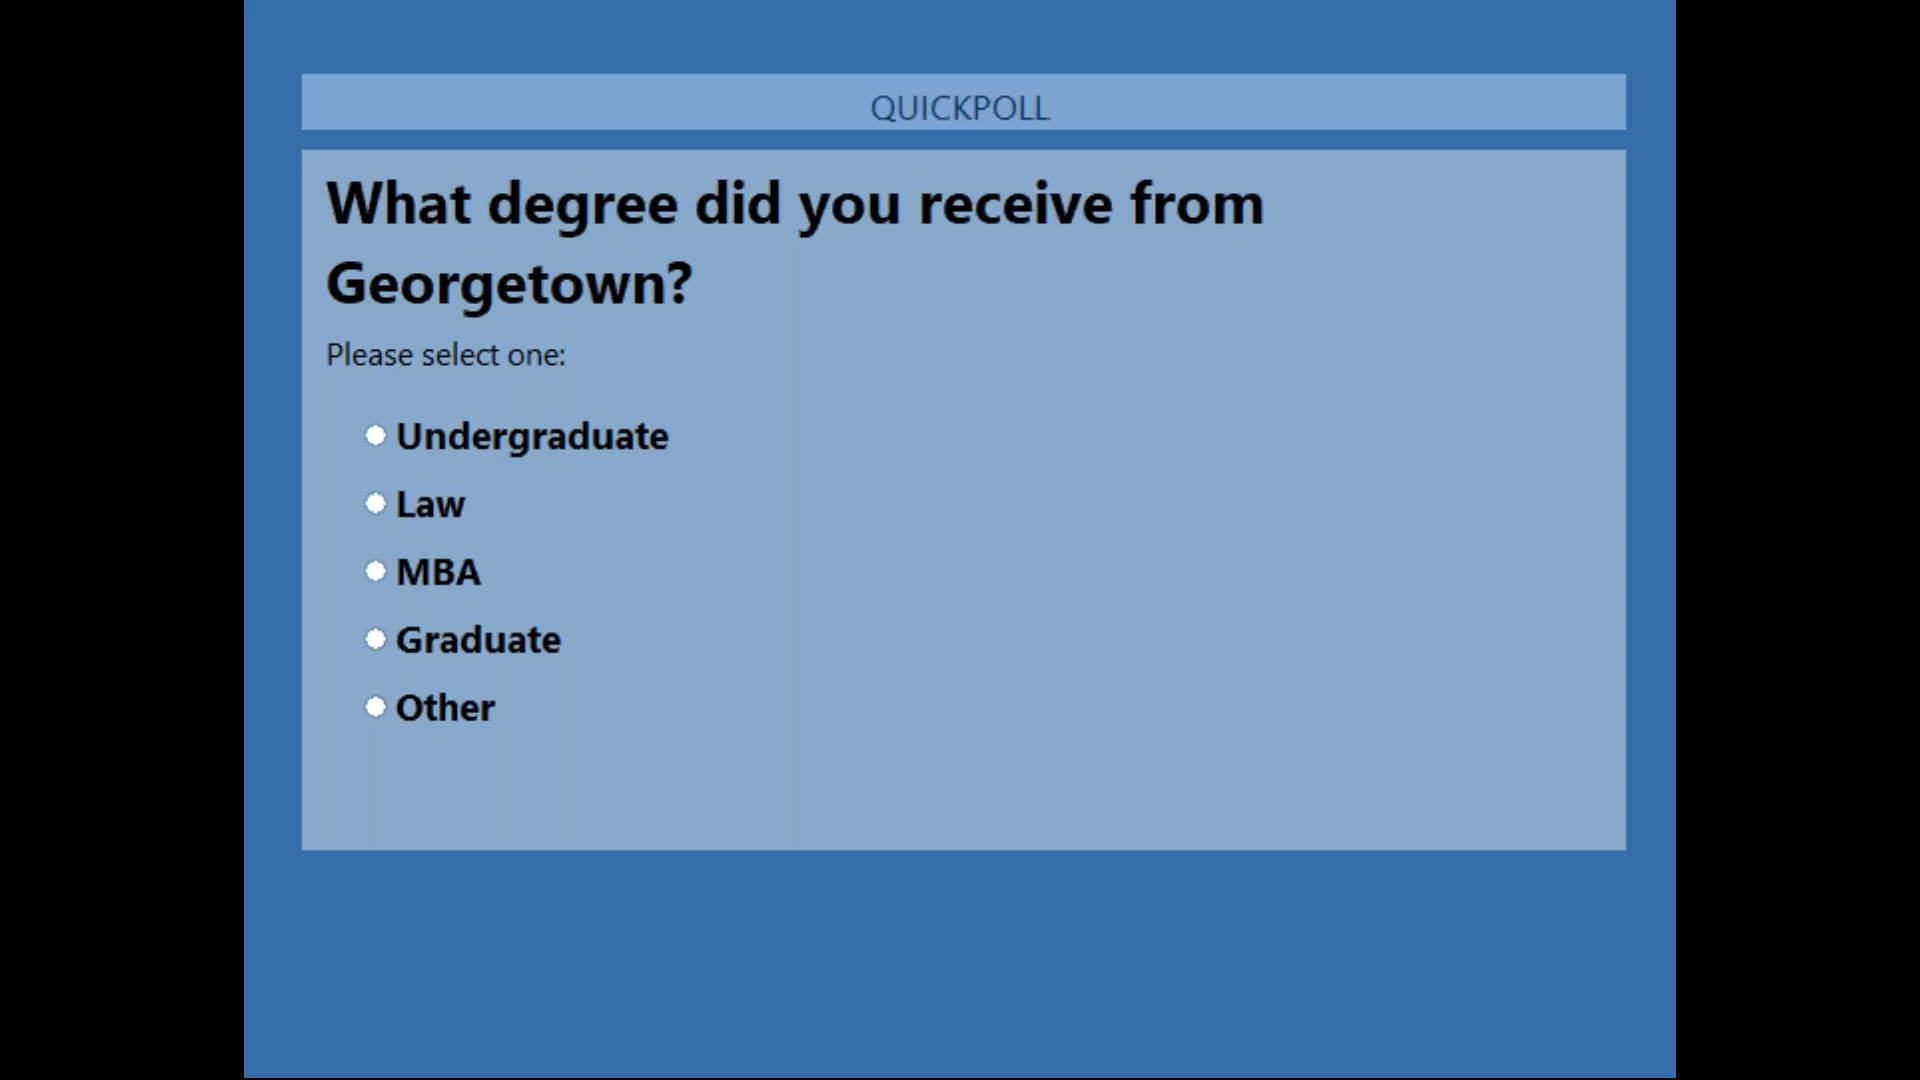 QUICKPOLL
What degree did you receive from
Georgetown?
Please select one:
Undergraduate
Law
MBA
Graduate
Other